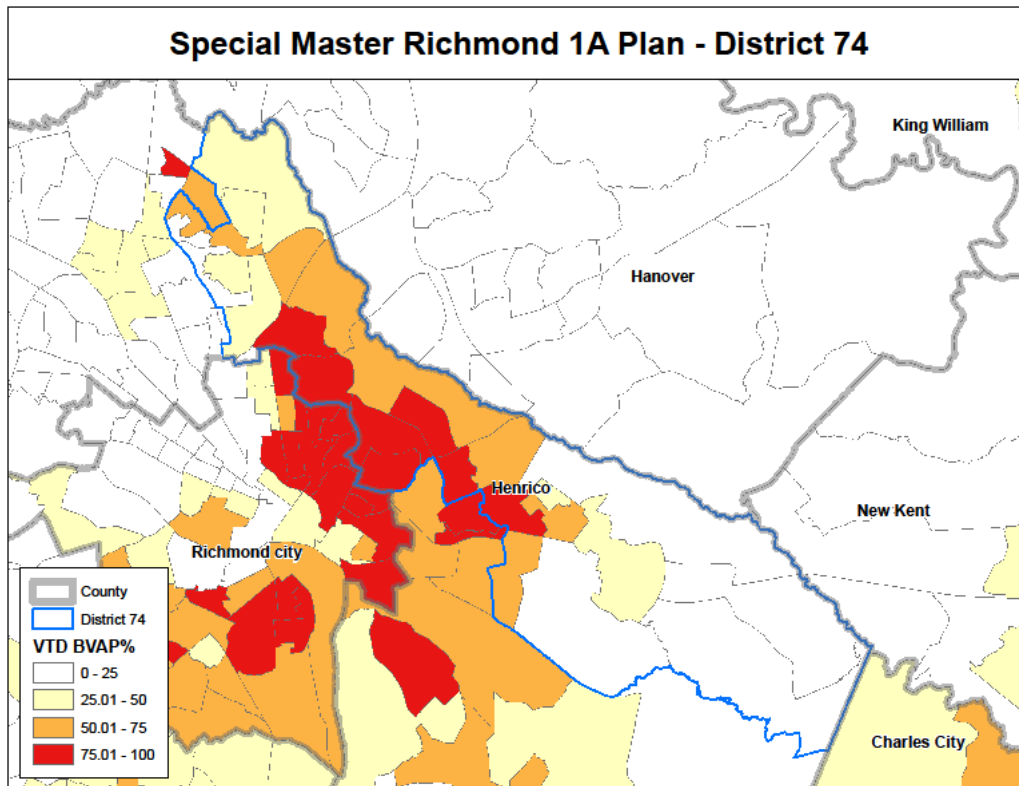 Special Master Richmond 1A Plan - District 74
King William
Hanover
Henrico
New Kent
Richmond city
Charles City
County
District 74
VTD BVAP%
0 - 25
25.01 - 50
50.01 - 75
75.01 - 100